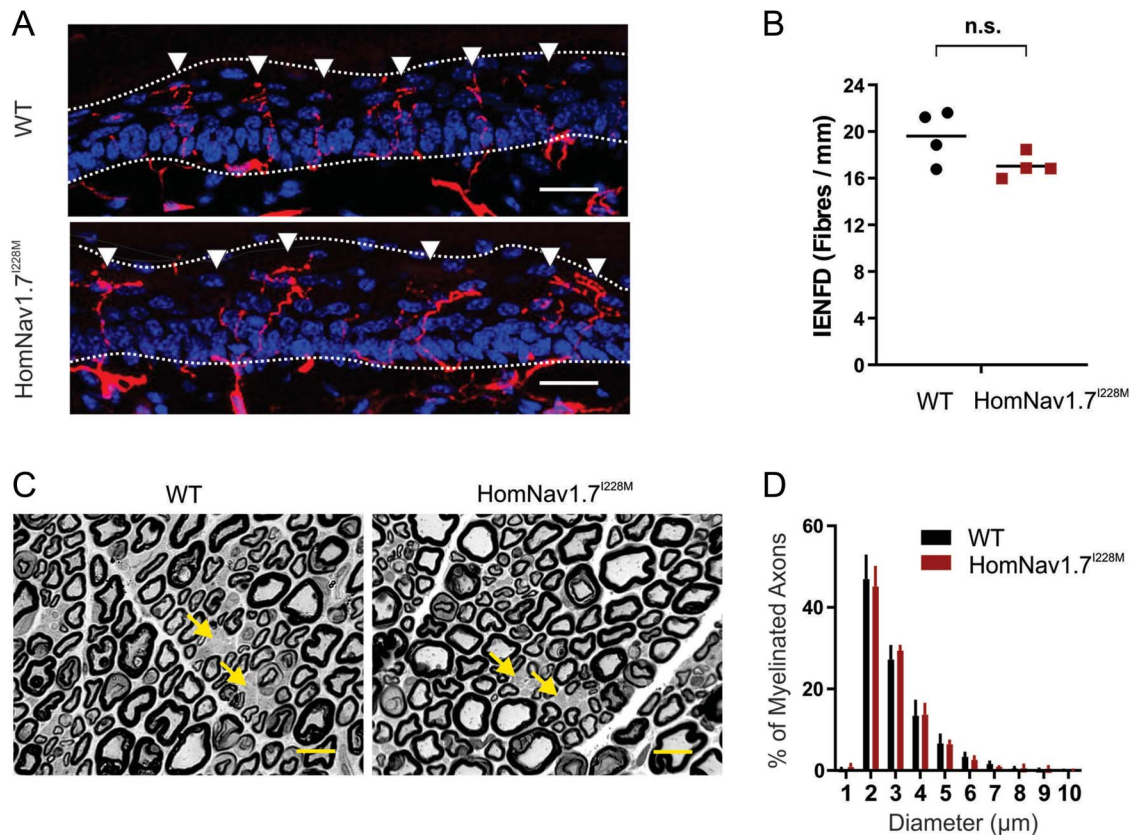 A
WT
HomNav1.7I228M
B
n.s.
IENFD (Fibres / mm)
24
20
16
12
8
4
0
WT HomNav1.7I228M
C
WT HomNav1.7I228M
D
% of Myelinated Axons
60
40
20
0
WT
HomNav1.7I228M
1 2 3 4 5 6 7 8 9 10
Diameter (µm)